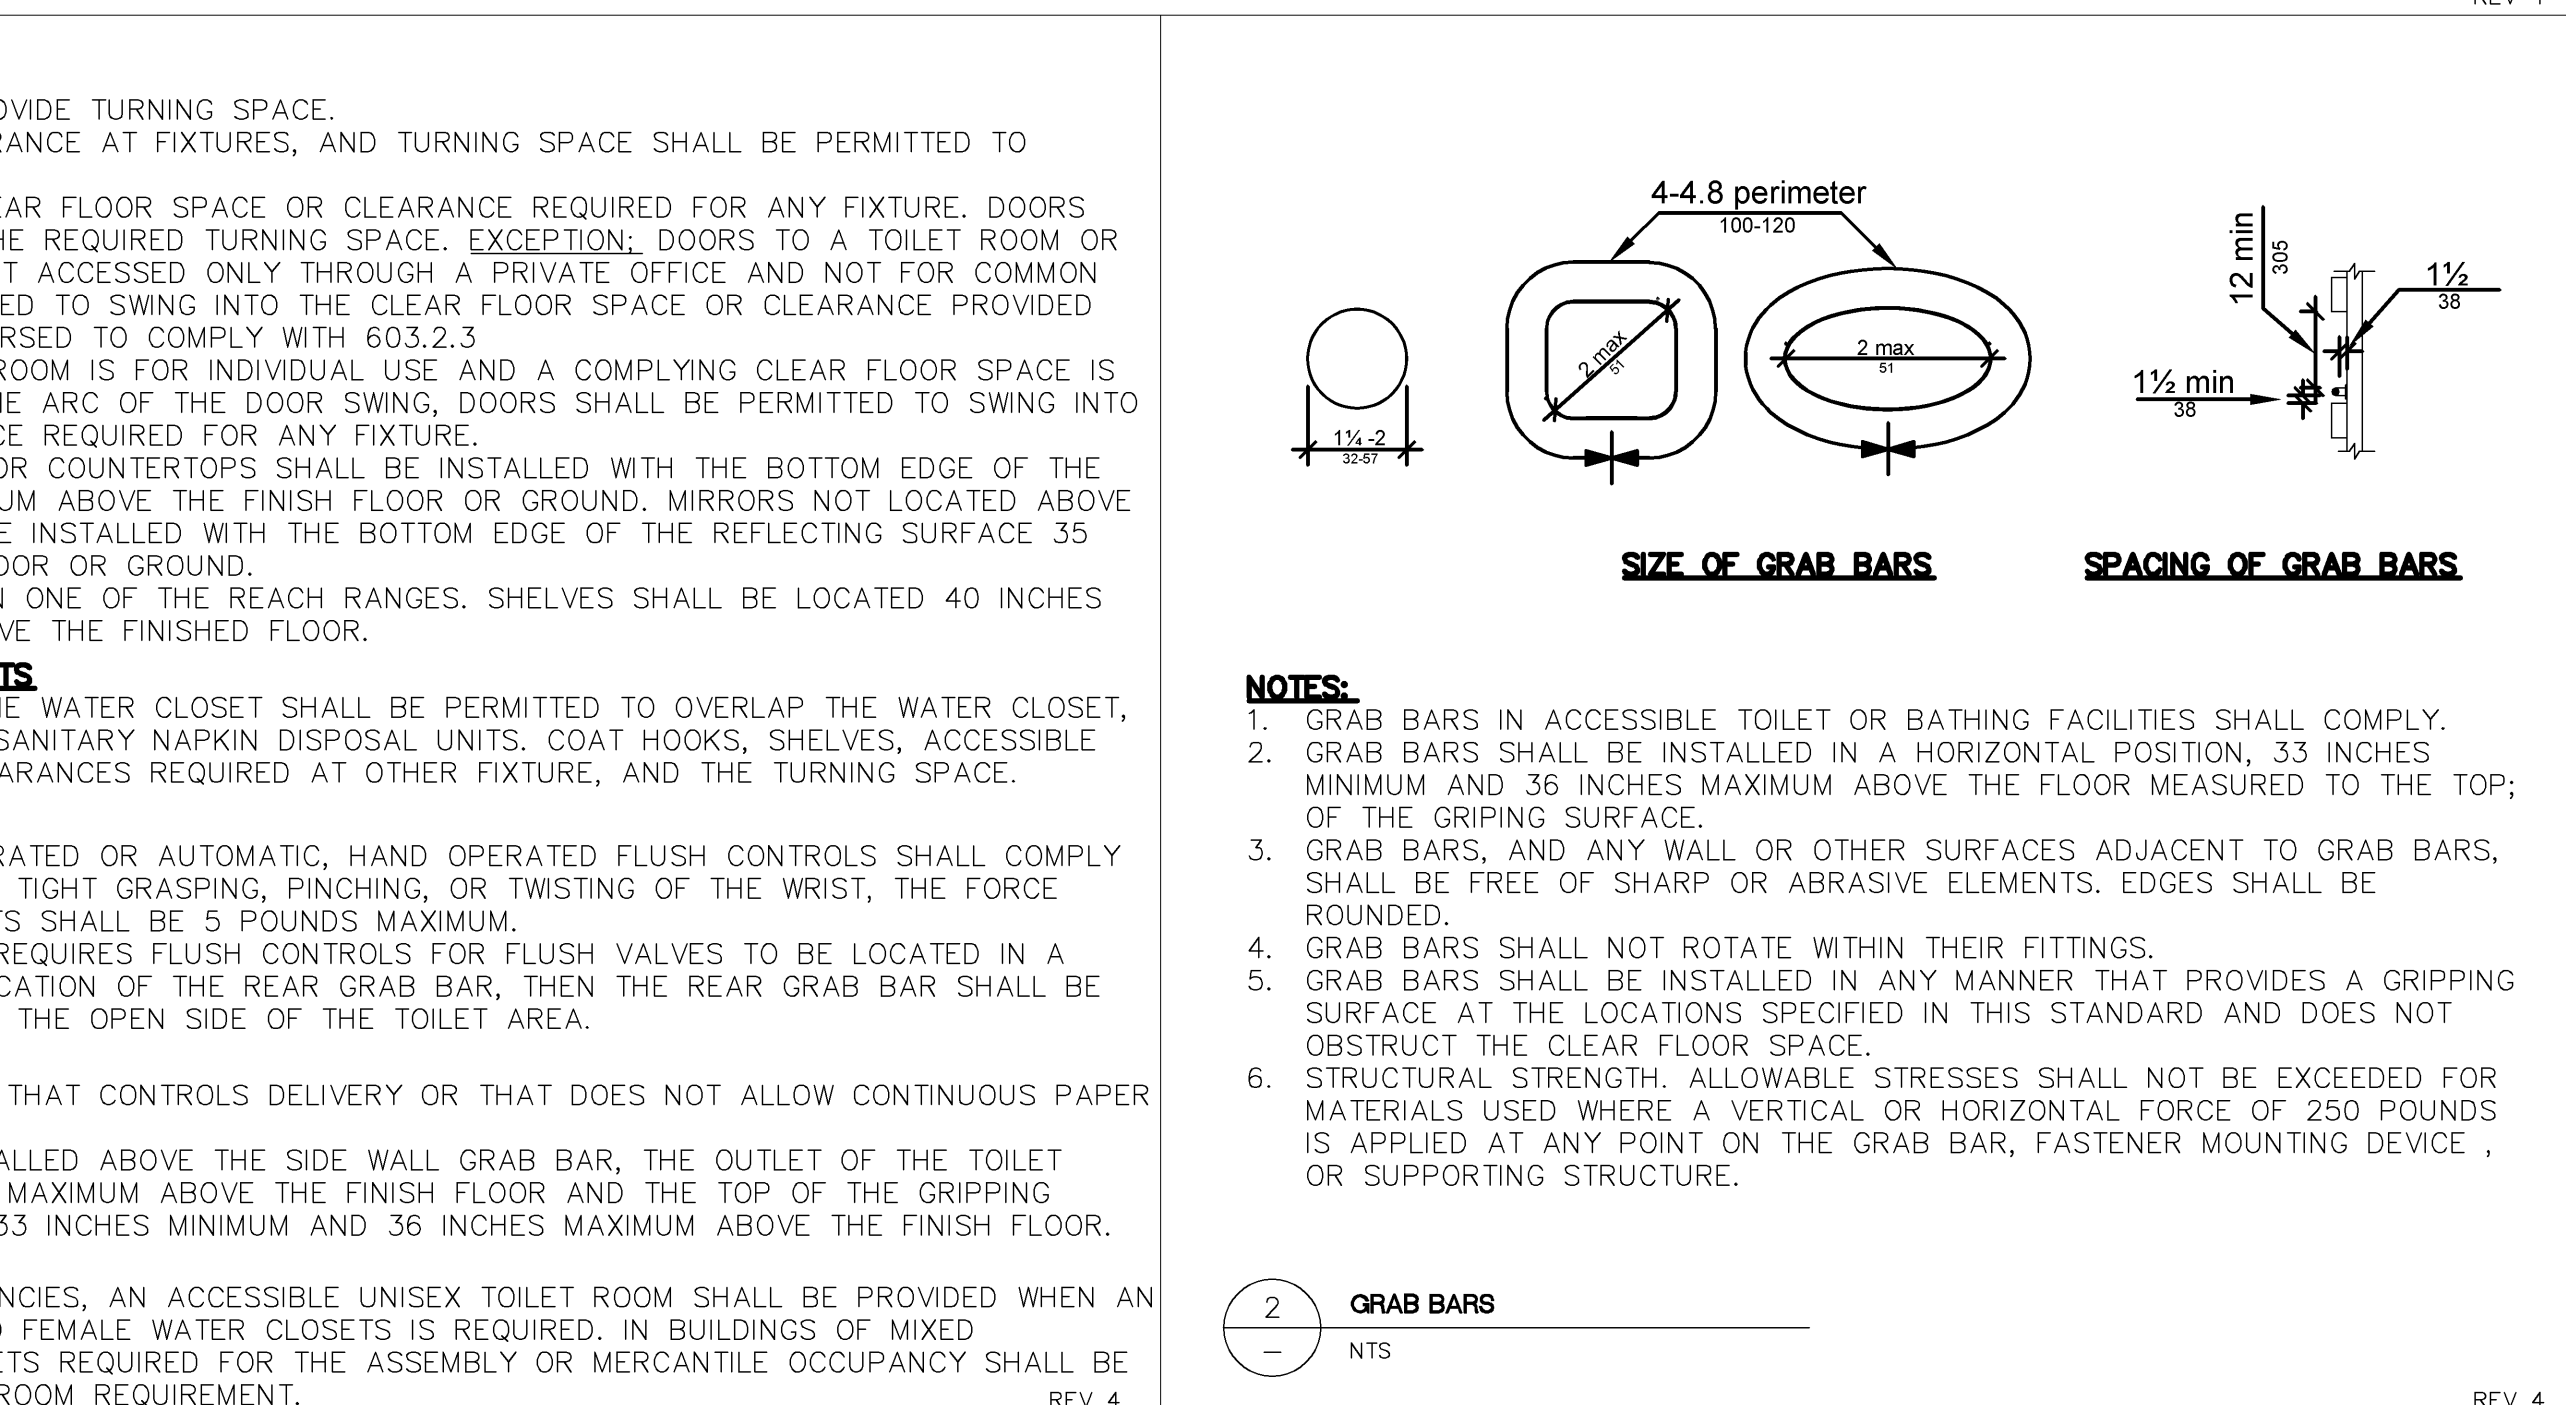 OVIDE TURNING SPACE.
RANCE AT FIXTURES, AND TURNING SPACE SHALL BE PERMITTED TO
EAR FLOOR SPACE OR CLEARANCE REQUIRED FOR ANY FIXTURE. DOORS
HE REQUIRED TURNING SPACE. EXCEPTION; DOORS TO A TOILET ROOM OR
T ACCESSED ONLY THROUGH A PRIVATE OFFICE AND NOT FOR COMMON
ED TO SWING INTO THE CLEAR FLOOR SPACE OR CLEARANCE PROVIDED
RSED TO COMPLY WITH 603.2.3
ROOM IS FOR INDIVIDUAL USE AND A COMPLYING CLEAR FLOOR SPACE IS
HE ARC OF THE DOOR SWING, DOORS SHALL BE PERMITTED TO SWING INTO
CE REQUIRED FOR ANY FIXTURE.
OR COUNTERTOPS SHALL BE INSTALLED WITH THE BOTTOM EDGE OF THE
UM ABOVE THE FINISH FLOOR OR GROUND. MIRRORS NOT LOCATED ABOVE
E INSTALLED WITH THE BOTTOM EDGE OF THE REFLECTING SURFACE 35
OOR OR GROUND.
N ONE OF THE REACH RANGES. SHELVES SHALL BE LOCATED 40 INCHES
VE THE FINISHED FLOOR.
TS
HE WATER CLOSET SHALL BE PERMITTED TO OVERLAP THE WATER CLOSET,
SANITARY NAPKIN DISPOSAL UNITS. COAT HOOKS, SHELVES, ACCESSIBLE
ARANCES REQUIRED AT OTHER FIXTURE, AND THE TURNING SPACE.
RATED OR AUTOMATIC, HAND OPERATED FLUSH CONTROLS SHALL COMPLY
TIGHT GRASPING, PINCHING, OR TWISTING OF THE WRIST, THE FORCE
TS SHALL BE 5 POUNDS MAXIMUM.
REQUIRES FLUSH CONTROLS FOR FLUSH VALVES TO BE LOCATED IN A
CATION OF THE REAR GRAB BAR, THEN THE REAR GRAB BAR SHALL BE
THE OPEN SIDE OF THE TOILET AREA.
THAT CONTROLS DELIVERY OR THAT DOES NOT ALLOW CONTINUOUS PAPER
ALLED ABOVE THE SIDE WALL GRAB BAR, THE OUTLET OF THE TOILET
MAXIMUM ABOVE THE FINISH FLOOR AND THE TOP OF THE GRIPPING
33 INCHES MINIMUM AND 36 INCHES MAXIMUM ABOVE THE FINISH FLOOR.
NCIES, AN ACCESSIBLE UNISEX TOILET ROOM SHALL BE PROVIDED WHEN AN
FEMALE WATER CLOSETS IS REQUIRED. IN BUILDINGS OF MIXED
ETS REQUIRED FOR THE ASSEMBLY OR MERCANTILE OCCUPANCY SHALL BE
ROOM REQUIREMENT.
REV 4
4-4.8 perimeter
100-120
2 max
51
2 max
51
1¼ -2
32-57
12 min
305
1½
38
1½ min
38
SIZE OF GRAB BARS
SPACING OF GRAB BARS
NOTES:
1. GRAB BARS IN ACCESSIBLE TOILET OR BATHING FACILITIES SHALL COMPLY.
2. GRAB BARS SHALL BE INSTALLED IN A HORIZONTAL POSITION, 33 INCHES
MINIMUM AND 36 INCHES MAXIMUM ABOVE THE FLOOR MEASURED TO THE TOP;
OF THE GRIPING SURFACE.
3. GRAB BARS, AND ANY WALL OR OTHER SURFACES ADJACENT TO GRAB BARS,
SHALL BE FREE OF SHARP OR ABRASIVE ELEMENTS. EDGES SHALL BE
ROUNDED.
4. GRAB BARS SHALL NOT ROTATE WITHIN THEIR FITTINGS.
5. GRAB BARS SHALL BE INSTALLED IN ANY MANNER THAT PROVIDES A GRIPPING
SURFACE AT THE LOCATIONS SPECIFIED IN THIS STANDARD AND DOES NOT
OBSTRUCT THE CLEAR FLOOR SPACE.
6. STRUCTURAL STRENGTH. ALLOWABLE STRESSES SHALL NOT BE EXCEEDED FOR
MATERIALS USED WHERE A VERTICAL OR HORIZONTAL FORCE OF 250 POUNDS
IS APPLIED AT ANY POINT ON THE GRAB BAR, FASTENER MOUNTING DEVICE ,
OR SUPPORTING STRUCTURE.
2
GRAB BARS
–
NTS
REV 4